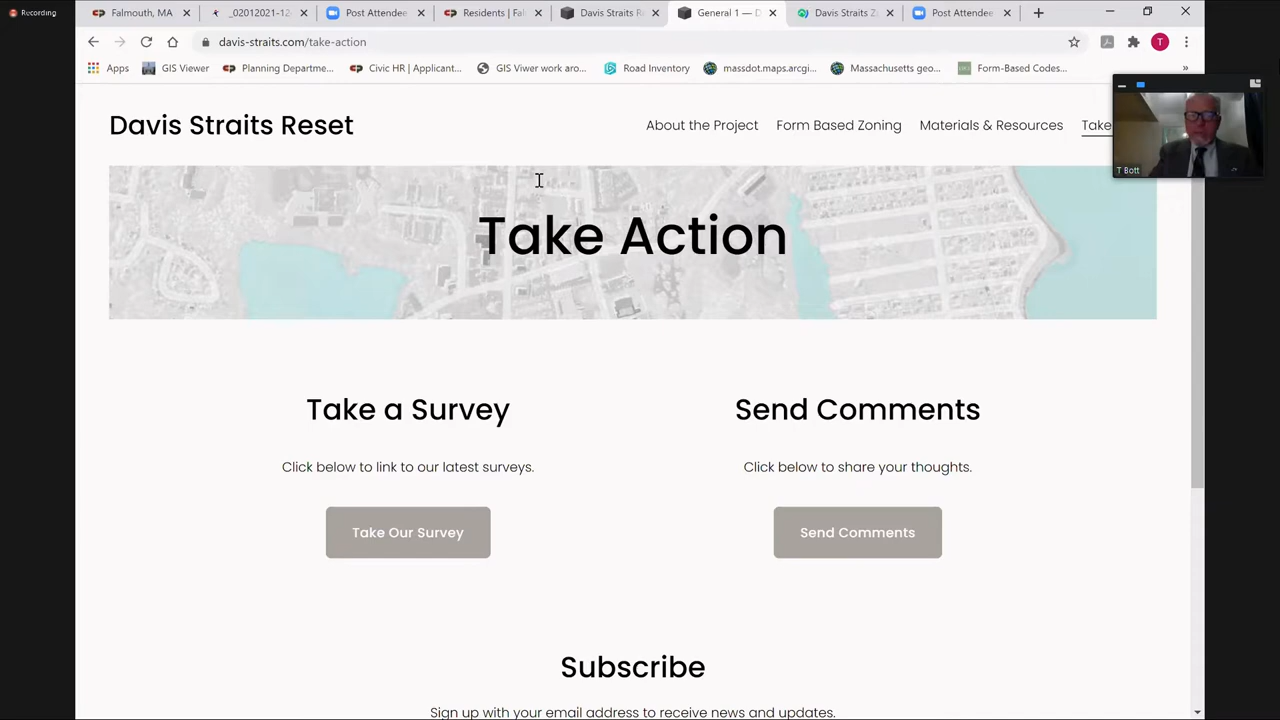 Recording
Falmouth, MA
_02012021-12
Post Attendee
Residents | Fal
Davis Straits Re
General 1 — D
Davis Straits Z
Post Attendee
davis-straits.com/take-action
T
Apps
GIS Viewer
Planning Departme...
Civic HR | Applicant...
GIS Viwer work aro...
Road Inventory
massdot.maps.arcgi...
Massachusetts geo...
Form-Based Codes...
»
Davis Straits Reset
About the Project
Form Based Zoning
Materials & Resources
Take
T Bott
Take Action
Take a Survey
Send Comments
Click below to link to our latest surveys.
Click below to share your thoughts.
Take Our Survey
Send Comments
Subscribe
Sign up with your email address to receive news and updates.